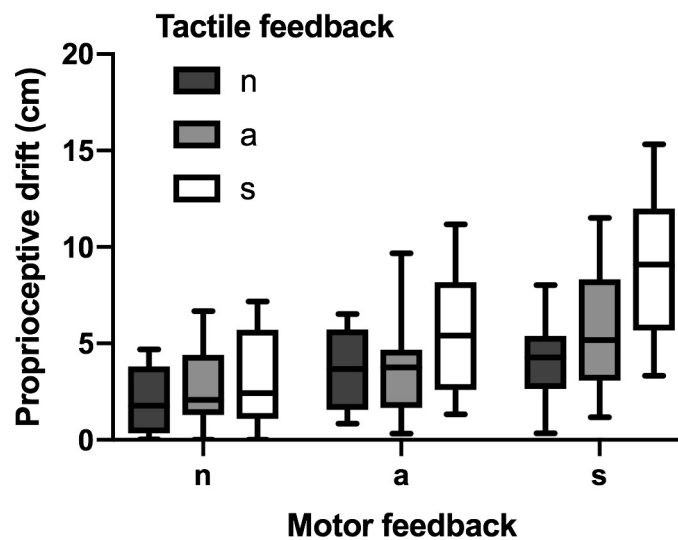 Tactile feedback
n
a
s
Proprioceptive drift (cm)
20
15
10
5
0
n a s
Motor feedback